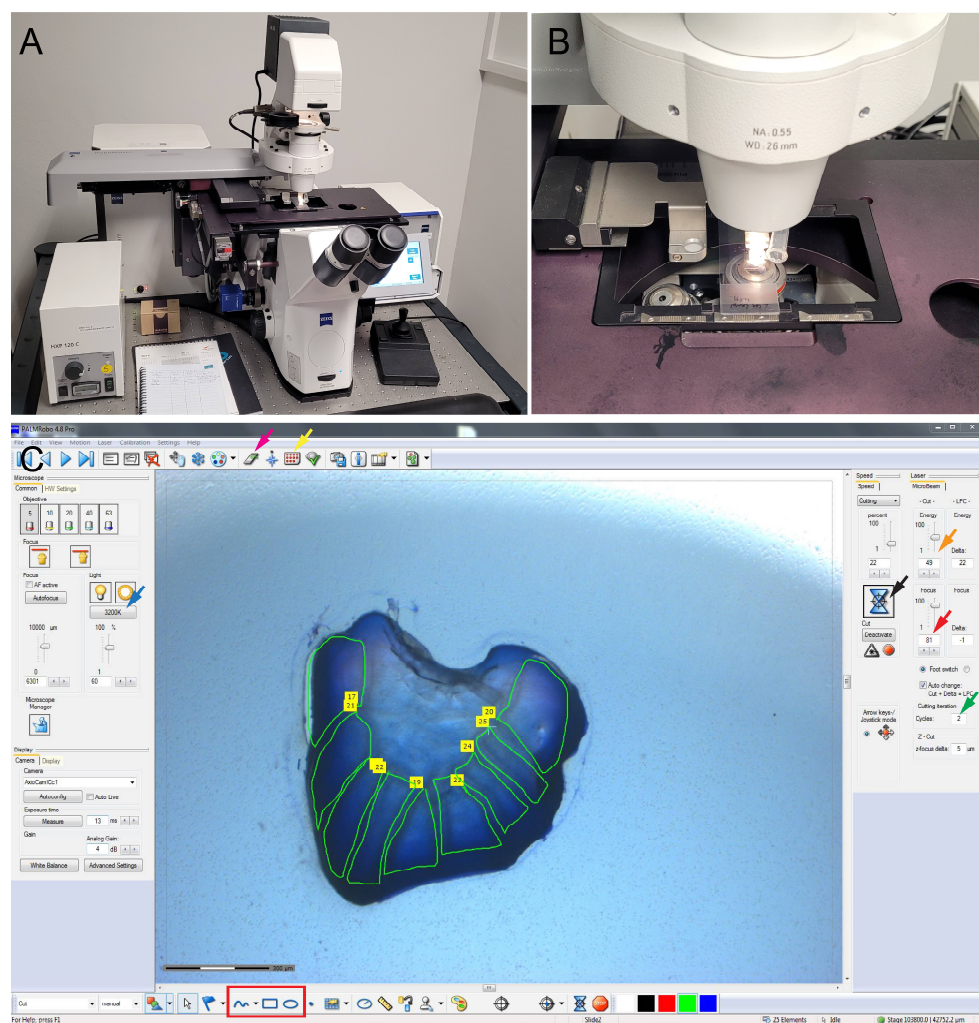 A
B
ZEISS
HXP 120 C
NA: 0.55
WD: 26 mm
PALMRobo 4.8 Pro
File Edit View Motion Laser Calibration Settings Help
C
Microscope
Common HW Settings
Objective
5 10 20 40 63
Focus
Focus Light
AF active
Autofocus
3200K
10000 um 100 %
0 1
6301 60
Microscope
Manager
Display
Camera Display
Camera
AxioCamICc1
Autoconfig Auto Live
Exposure time
Measure 13 ms
Gain
Analog Gain:
4 dB
White Balance Advanced Settings
17
21
20
25
24
22
19
23
300 µm
Speed
Speed
Cutting
percent
100
1
22
Cut
Deactivate
Arrow keys-/
Joystick mode
Laser
MicroBeam
- Cut - - LPC -
Energy Energy
100
1 Delta:
49 22
Focus Focus
100
1 Delta:
81 -1
Foot switch
Auto change:
Cut + Delta = LPC
Cutting iteration
Cycles: 2
Z - Cut
z-focus delta: 5 um
Cut manual
STOP
For Help, press F1
Slide2
25 Elements
Idle
Stage 103800.0 | 42752.2 µm